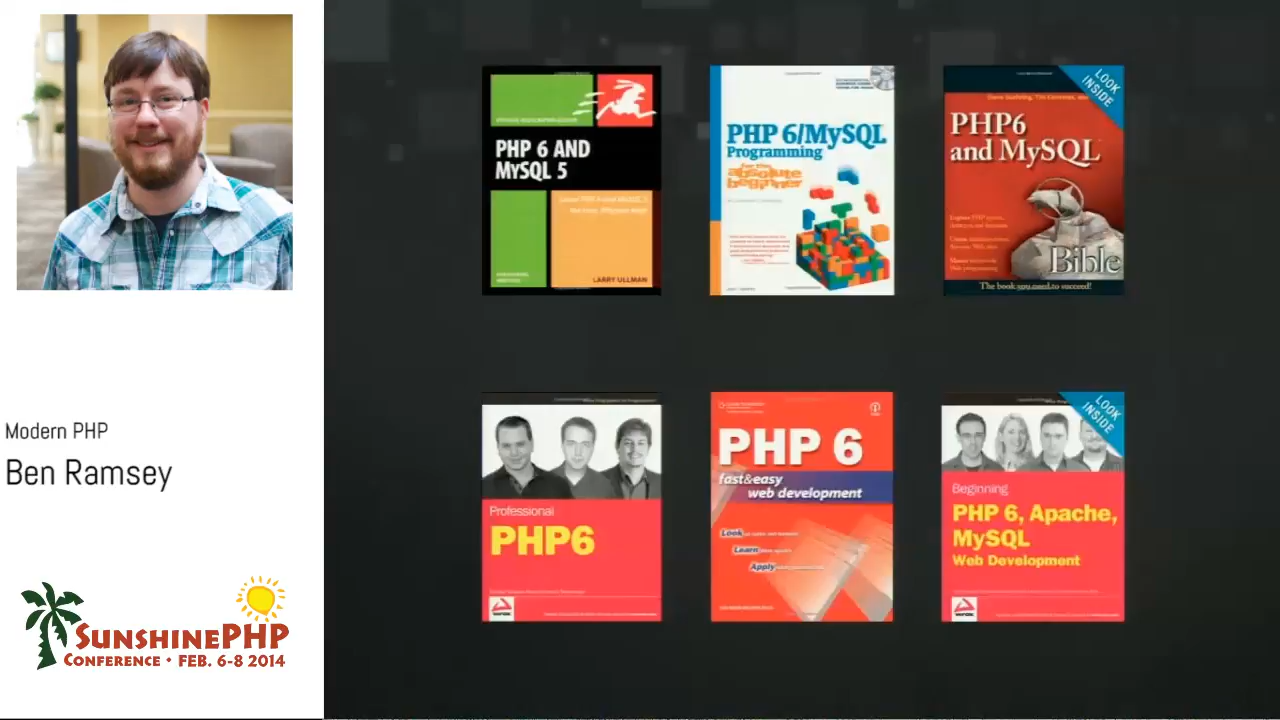 Modern PHP
Ben Ramsey
SUNSHINEPHP
CONFERENCE • FEB. 6-8 2014
PHP 6 AND
MYSQL 5
LARRY ULLMAN
PHP 6/MySQL
Programming
for the
absolute
beginner
LOOK
INSIDE
PHP6
and MySQL
Bible
The book you need to succeed!
Professional
PHP6
PHP 6
fast&easy
web development
Look
Learn
Apply
LOOK
INSIDE
Beginning
PHP 6, Apache,
MySQL
Web Development